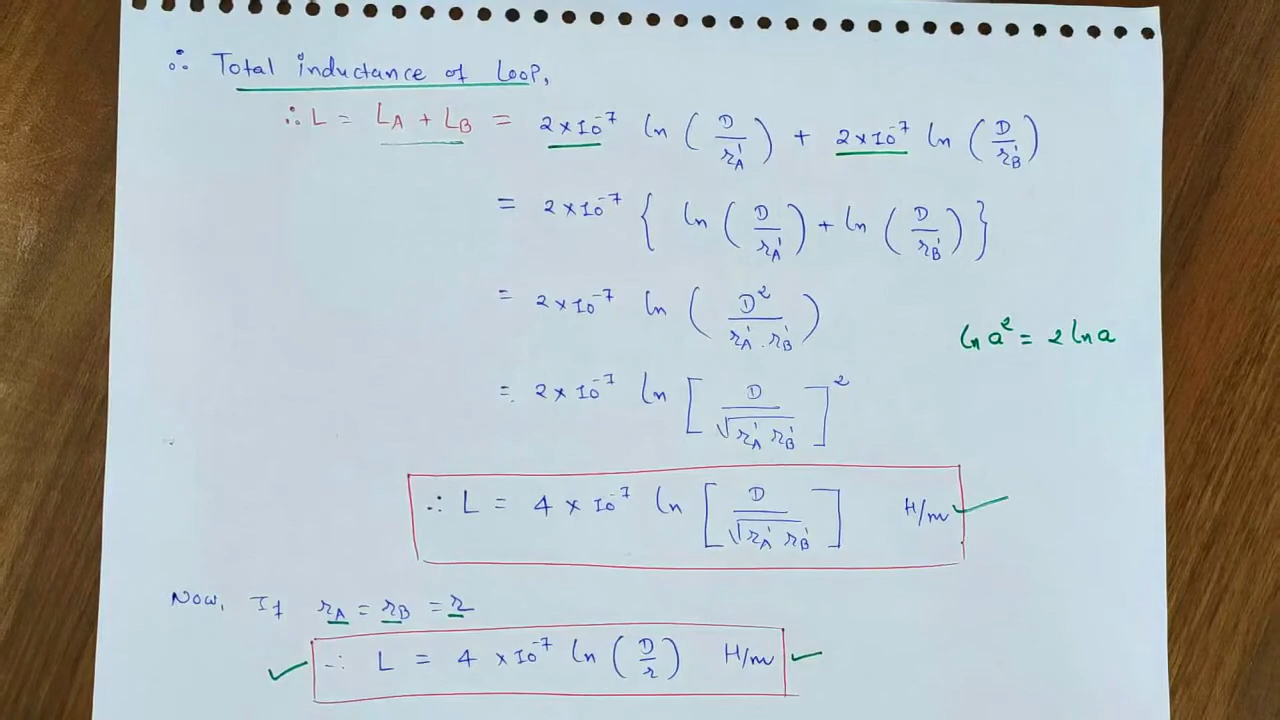 ∴ Total inductance of Loop,
∴ L = L_A + L_B = 2×10⁻⁷ ln (D/r'_A) + 2×10⁻⁷ ln (D/r'_B)
= 2×10⁻⁷ { ln (D/r'_A) + ln (D/r'_B) }
= 2×10⁻⁷ ln (D²/(r'_A . r'_B))
ln a² = 2 ln a
= 2×10⁻⁷ ln [D/√(r'_A r'_B)]²
∴ L = 4×10⁻⁷ ln [D/√(r'_A r'_B)] H/m
Now, If r_A = r_B = r
∴ L = 4×10⁻⁷ ln (D/r) H/m